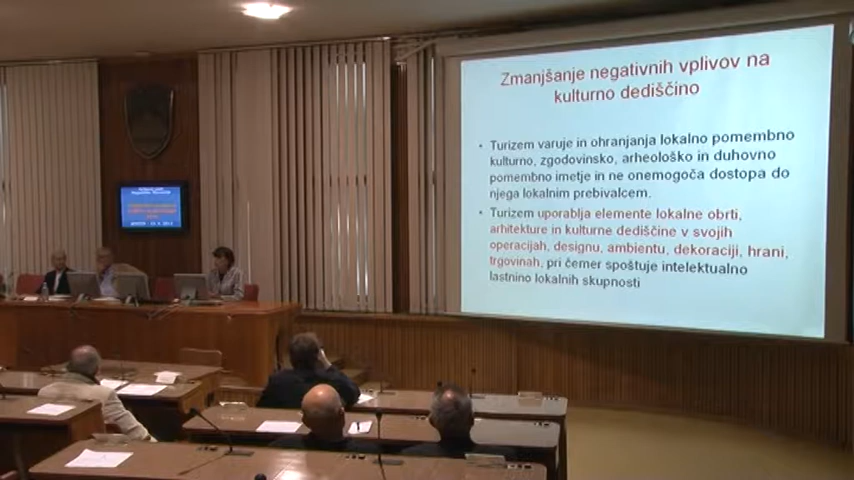 Zmanjšanje negativnih vplivov na
kulturno dediščino
• Turizem varuje in ohranjanja lokalno pomembno
kulturno, zgodovinsko, arheološko in duhovno
pomembno imetje in ne onemogoča dostopa do
njega lokalnim prebivalcem.
• Turizem uporablja elemente lokalne obrti,
arhitekture in kulturne dediščine v svojih
operacijah, designu, ambientu, dekoraciji, hrani,
trgovinah, pri čemer spoštuje intelektualno
lastnino lokalnih skupnosti